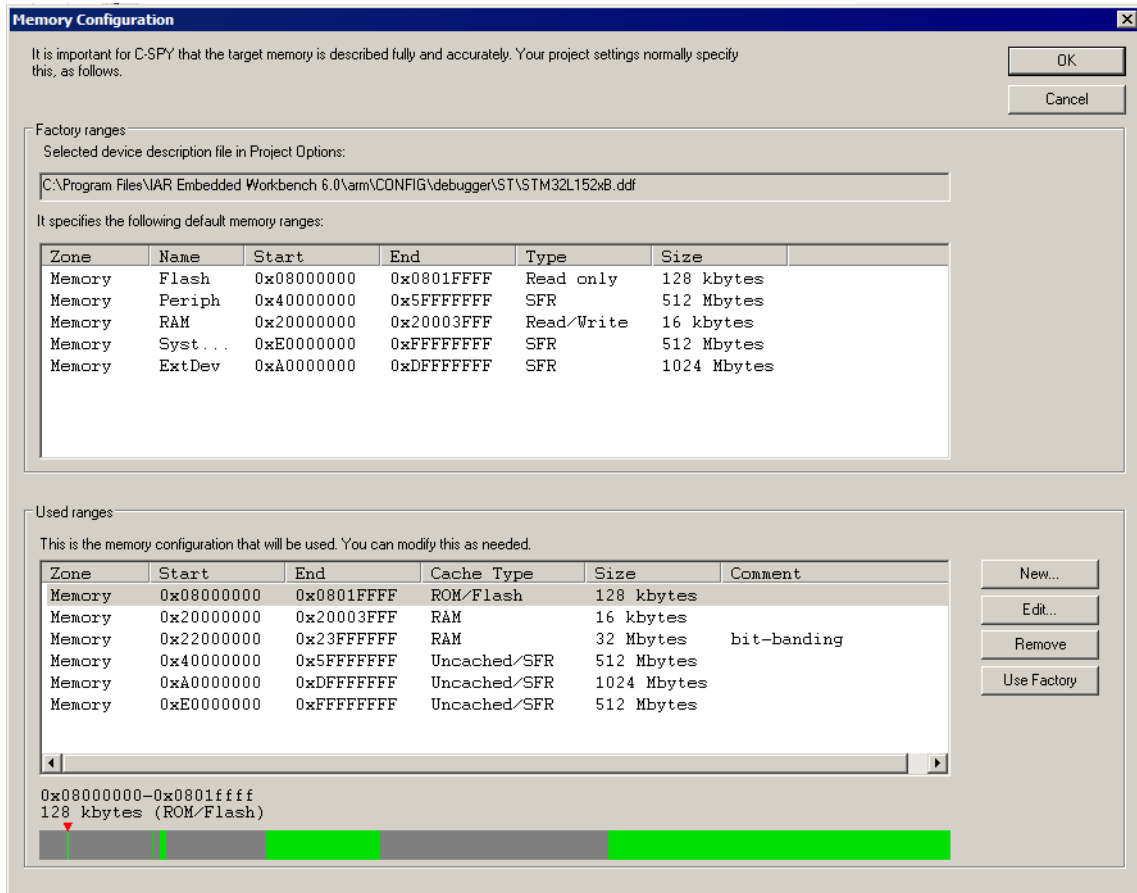 Memory Configuration
It is important for C-SPY that the target memory is described fully and accurately. Your project settings normally specify
this, as follows.
OK
Cancel
Factory ranges
Selected device description file in Project Options:
C:\Program Files\IAR Embedded Workbench 6.0\arm\CONFIG\debugger\ST\STM32L152xB.ddf
It specifies the following default memory ranges:
Zone Name Start End Type Size
Memory Flash 0x08000000 0x0801FFFF Read only 128 kbytes
Memory Periph 0x40000000 0x5FFFFFFF SFR 512 Mbytes
Memory RAM 0x20000000 0x20003FFF Read/Write 16 kbytes
Memory Syst... 0xE0000000 0xFFFFFFFF SFR 512 Mbytes
Memory ExtDev 0xA0000000 0xDFFFFFFF SFR 1024 Mbytes
Used ranges
This is the memory configuration that will be used. You can modify this as needed.
Zone Start End Cache Type Size Comment
Memory 0x08000000 0x0801FFFF ROM/Flash 128 kbytes
Memory 0x20000000 0x20003FFF RAM 16 kbytes
Memory 0x22000000 0x23FFFFFF RAM 32 Mbytes bit-banding
Memory 0x40000000 0x5FFFFFFF Uncached/SFR 512 Mbytes
Memory 0xA0000000 0xDFFFFFFF Uncached/SFR 1024 Mbytes
Memory 0xE0000000 0xFFFFFFFF Uncached/SFR 512 Mbytes
New...
Edit...
Remove
Use Factory
0x08000000-0x0801ffff
128 kbytes (ROM/Flash)